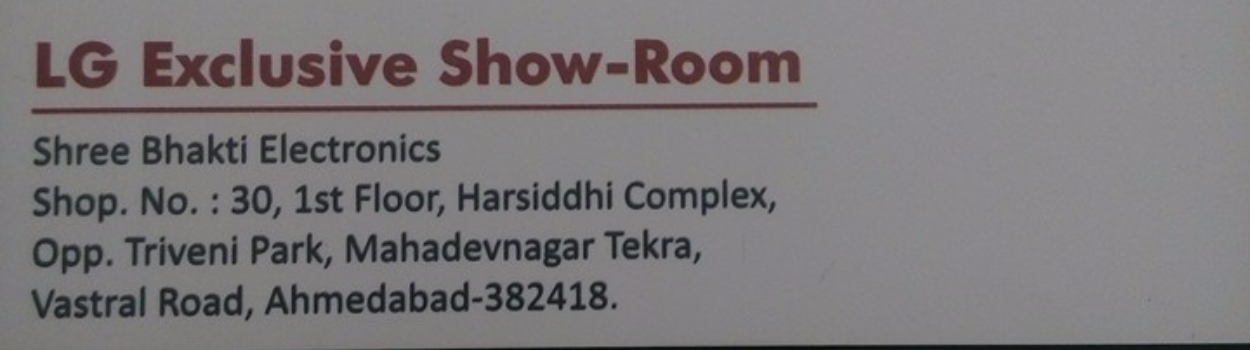 LG Exclusive Show-Room
Shree Bhakti Electronics
Shop. No. : 30, 1st Floor, Harsiddhi Complex,
Opp. Triveni Park, Mahadevnagar Tekra,
Vastral Road, Ahmedabad-382418.